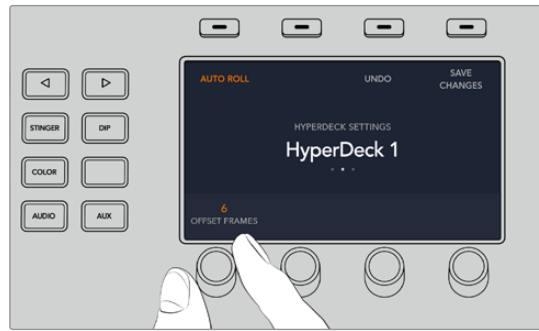 AUTO ROLL
UNDO
SAVE
CHANGES
◁
▷
STINGER
DIP
HYPERDECK SETTINGS
HyperDeck 1
COLOR
AUDIO
AUX
6
OFFSET FRAMES